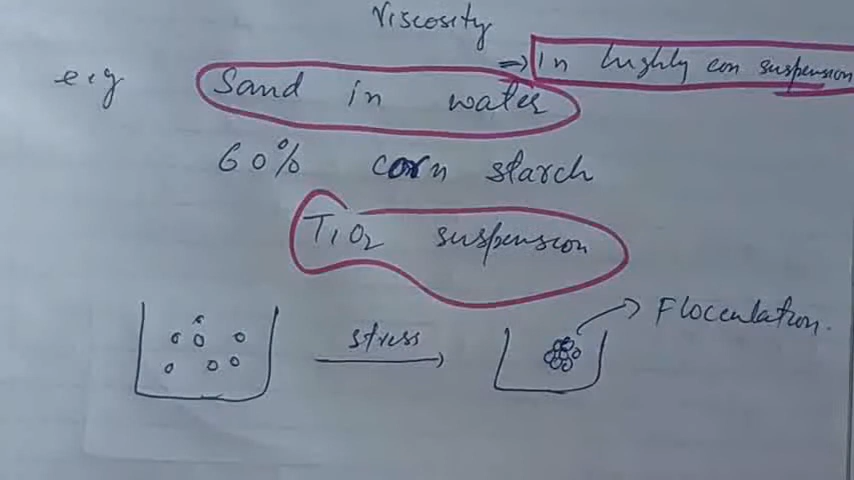 Viscosity
⇒ in highly con suspension
e.g Sand in water
60% corn starch
TiO2 suspension
stress
Flocculation.